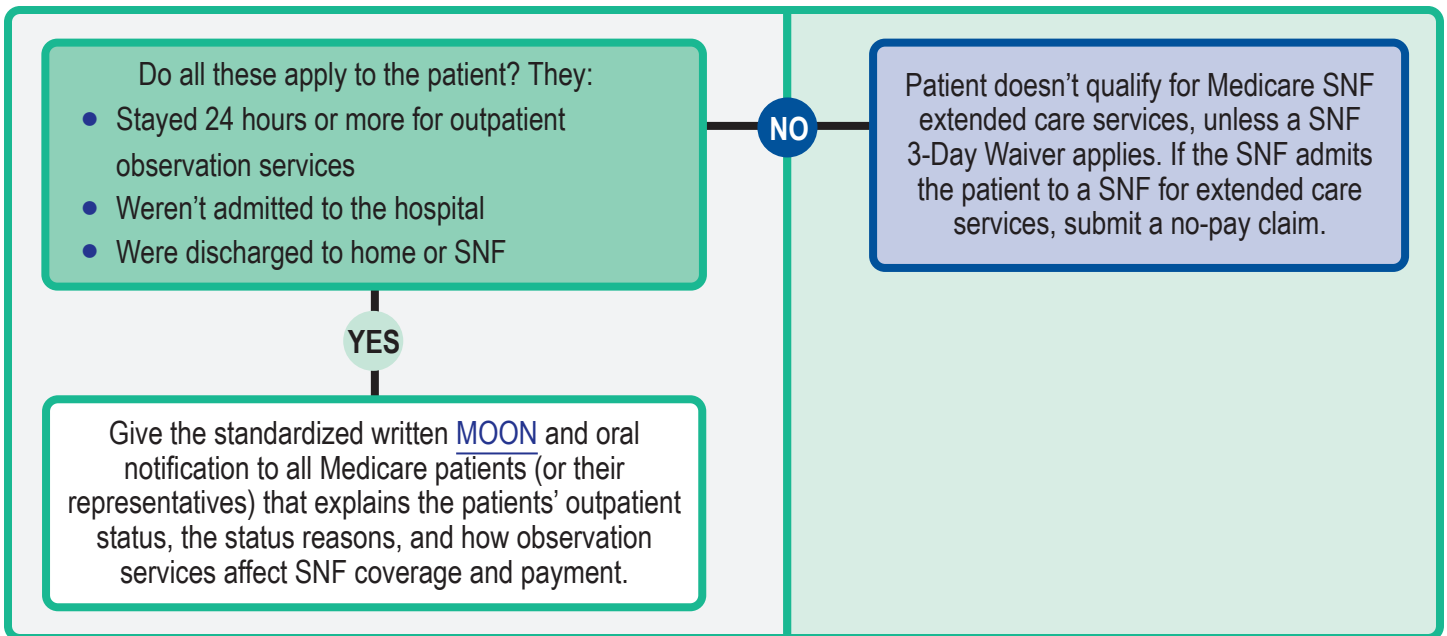 Do all these apply to the patient? They:
• Stayed 24 hours or more for outpatient
observation services
• Weren't admitted to the hospital
• Were discharged to home or SNF
NO
Patient doesn't qualify for Medicare SNF
extended care services, unless a SNF
3-Day Waiver applies. If the SNF admits
the patient to a SNF for extended care
services, submit a no-pay claim.
YES
Give the standardized written MOON and oral
notification to all Medicare patients (or their
representatives) that explains the patients' outpatient
status, the status reasons, and how observation
services affect SNF coverage and payment.